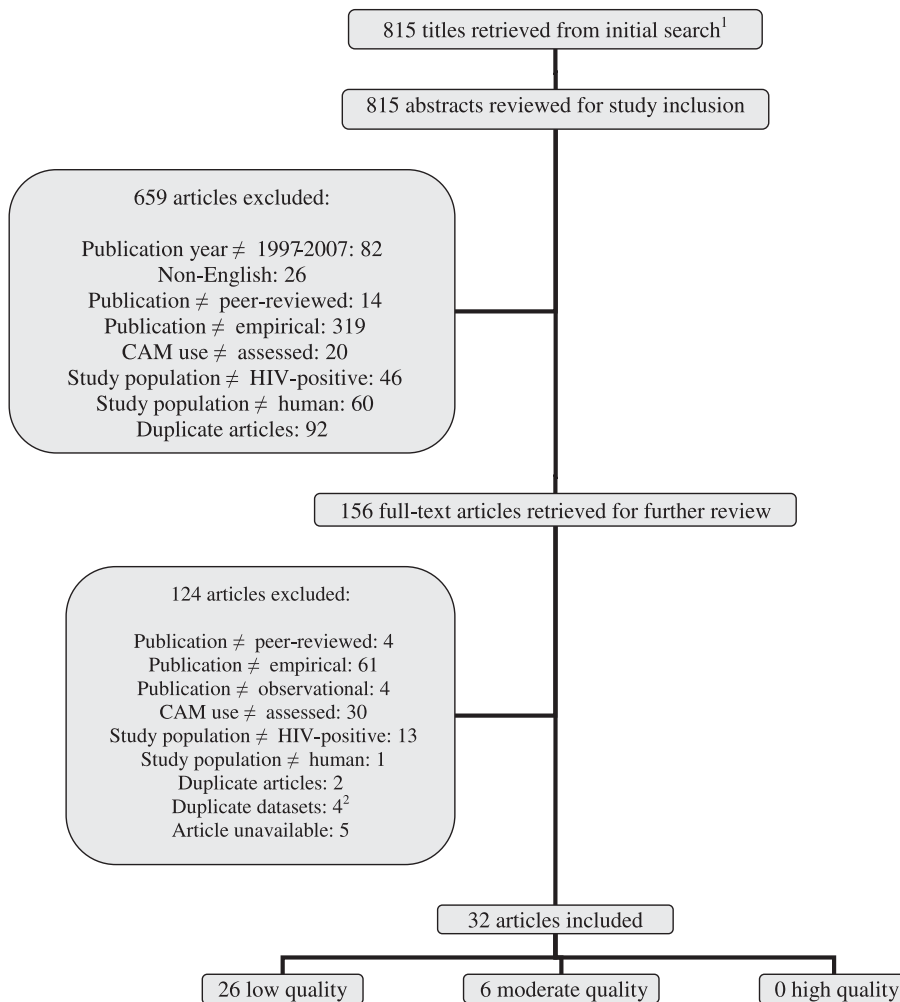 815 titles retrieved from initial search¹
815 abstracts reviewed for study inclusion
659 articles excluded:
Publication year ≠ 1997-2007: 82
Non-English: 26
Publication ≠ peer-reviewed: 14
Publication ≠ empirical: 319
CAM use ≠ assessed: 20
Study population ≠ HIV-positive: 46
Study population ≠ human: 60
Duplicate articles: 92
156 full-text articles retrieved for further review
124 articles excluded:
Publication ≠ peer-reviewed: 4
Publication ≠ empirical: 61
Publication ≠ observational: 4
CAM use ≠ assessed: 30
Study population ≠ HIV-positive: 13
Study population ≠ human: 1
Duplicate articles: 2
Duplicate datasets: 4²
Article unavailable: 5
32 articles included
26 low quality
6 moderate quality
0 high quality